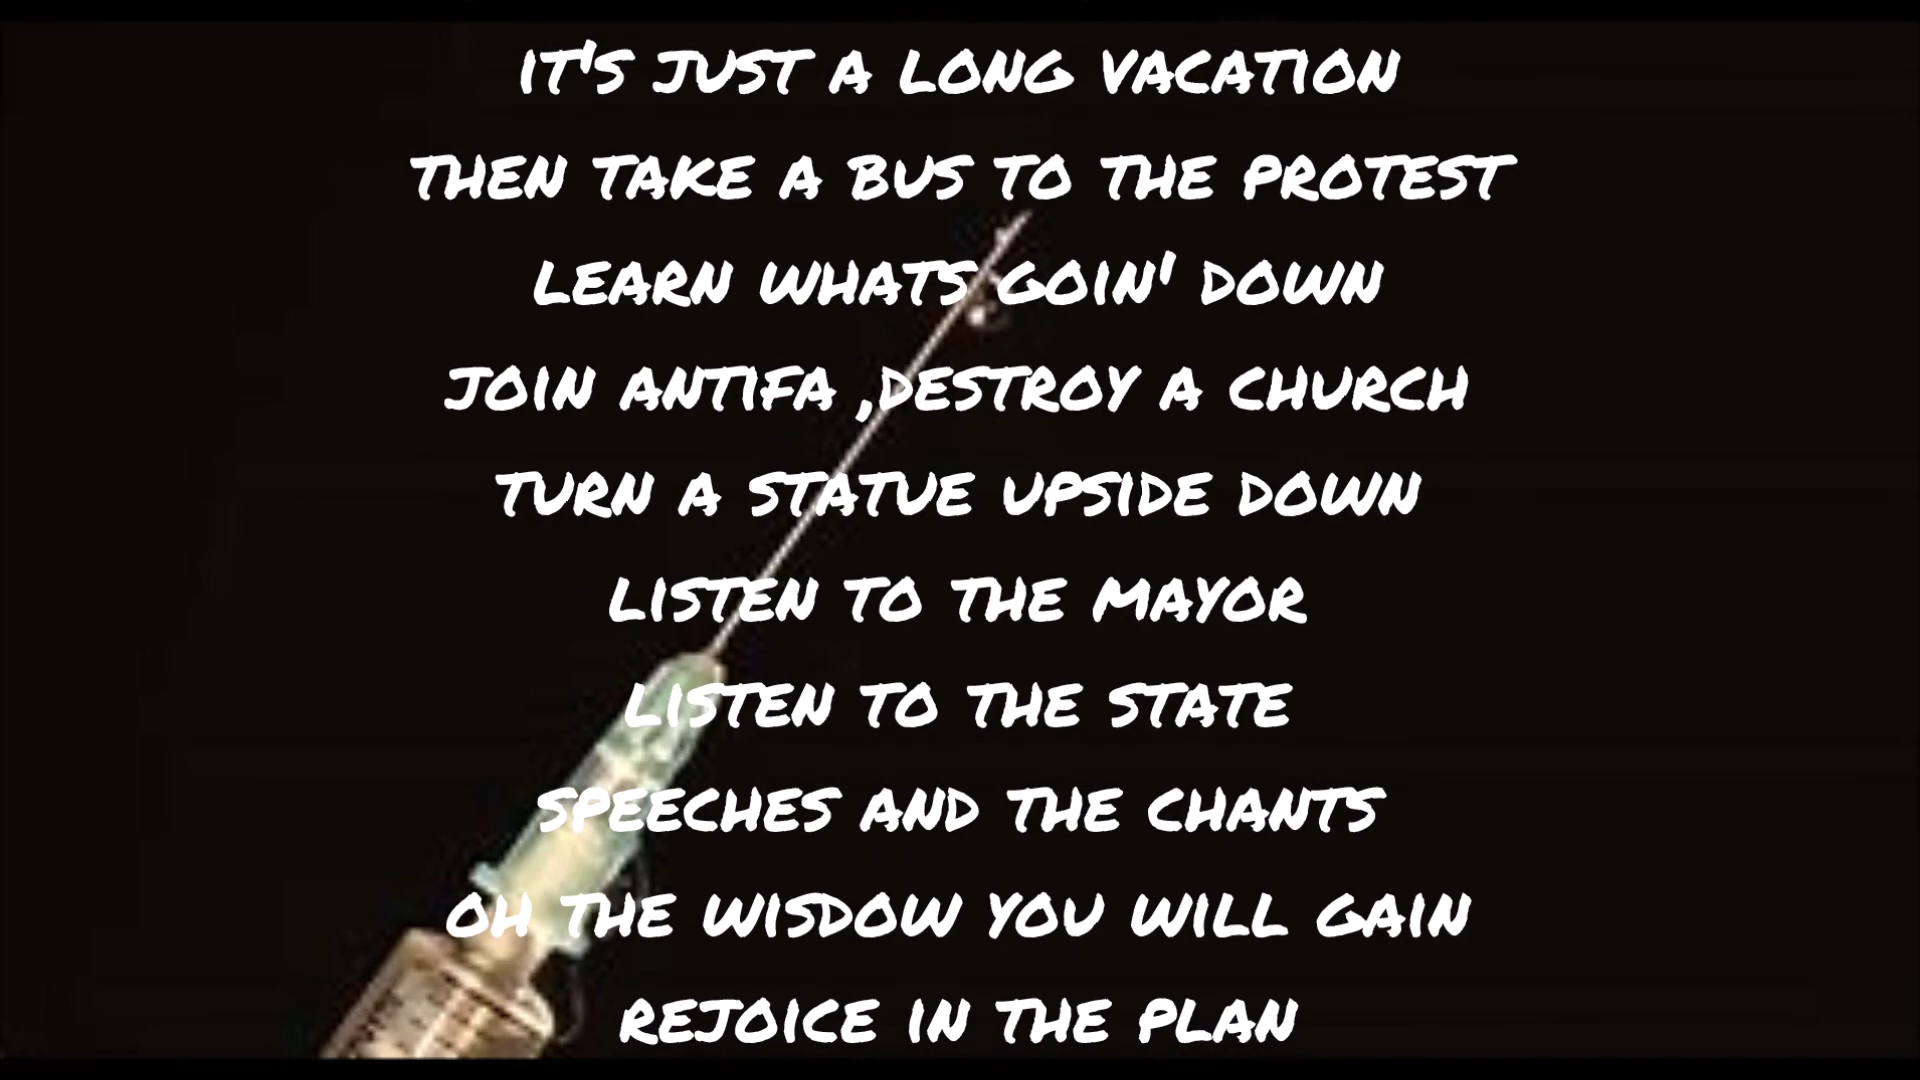 IT'S JUST A LONG VACATION
THEN TAKE A BUS TO THE PROTEST
LEARN WHATS GOIN' DOWN
JOIN ANTIFA ,DESTROY A CHURCH
TURN A STATUE UPSIDE DOWN
LISTEN TO THE MAYOR
LISTEN TO THE STATE
SPEECHES AND THE CHANTS
OH THE WISDOW YOU WILL GAIN
REJOICE IN THE PLAN